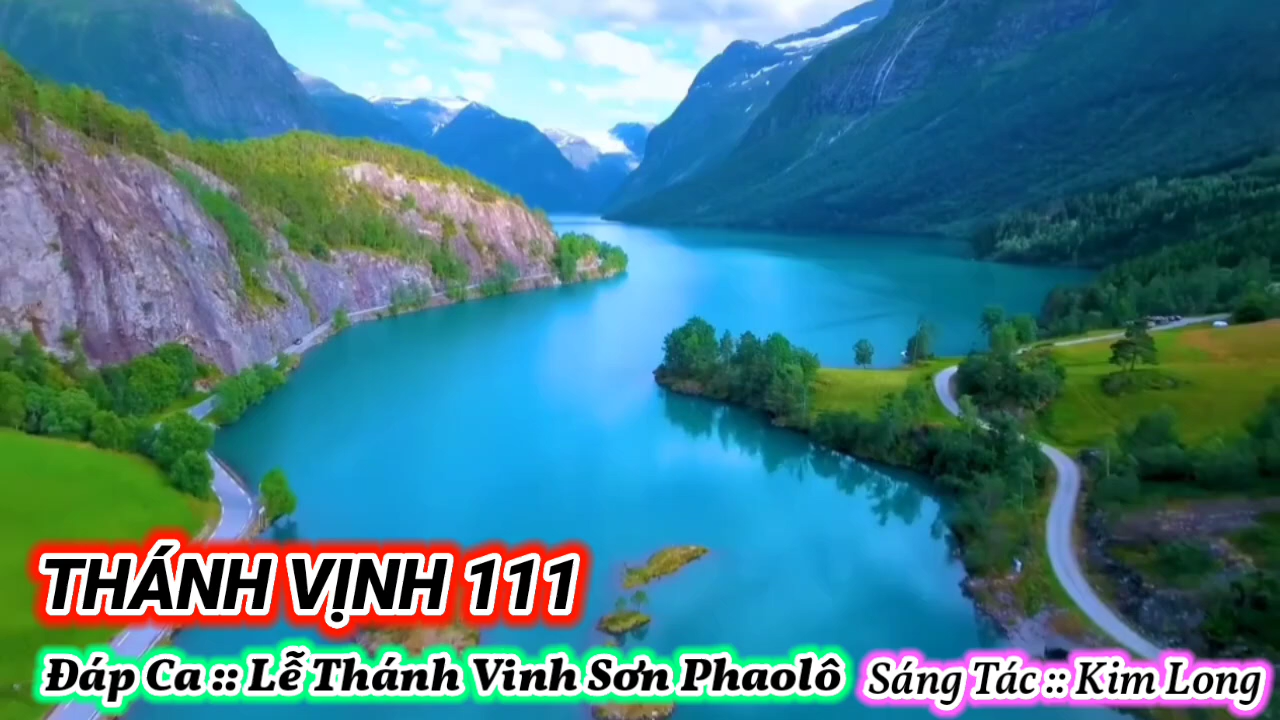 THÁNH VỊNH 111
Đáp Ca :: Lễ Thánh Vinh Sơn Phaolô Sáng Tác :: Kim Long